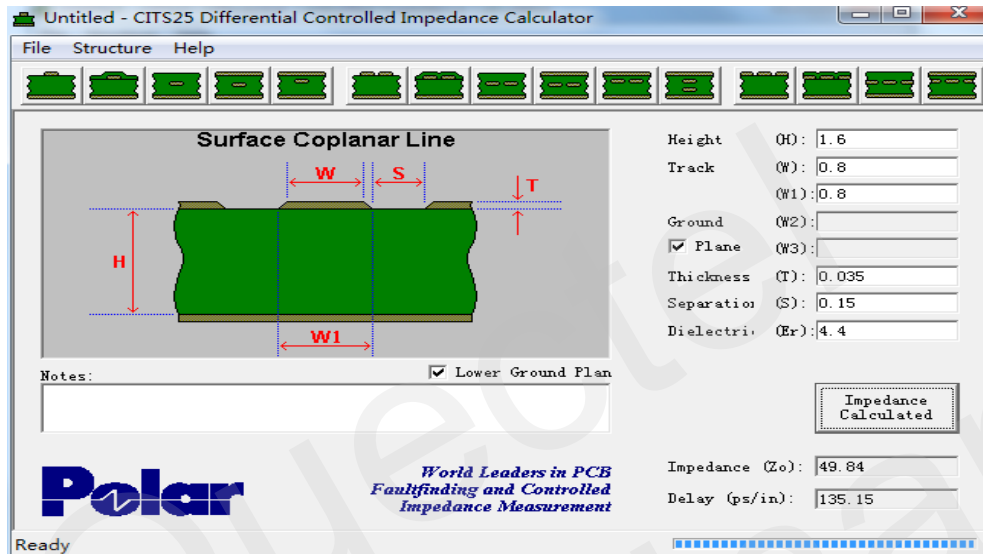 Untitled - CITS25 Differential Controlled Impedance Calculator
File Structure Help
Surface Coplanar Line
W
S
T
H
W1
Notes:
Lower Ground Plan
Polar
World Leaders in PCB
Faultfinding and Controlled
Impedance Measurement
Height (H): 1.6
Track (W): 0.8
(W1): 0.8
Ground (W2):
Plane (W3):
Thickness (T): 0.035
Separatio (S): 0.15
Dielectri (Er): 4.4
Impedance
Calculated
Impedance (Zo): 49.84
Delay (ps/in): 135.15
Ready
Quectel